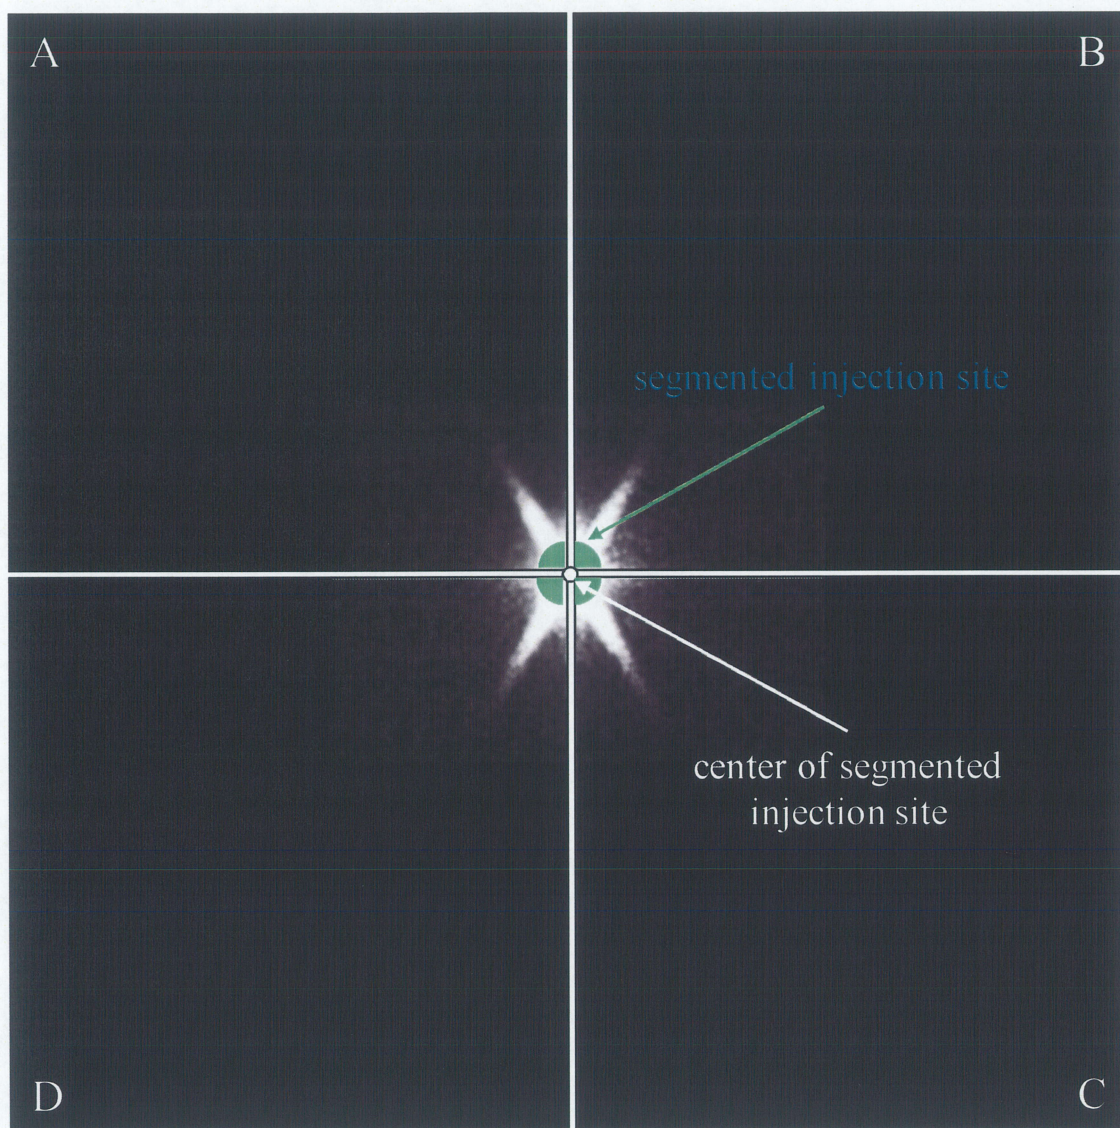 A
B
segmented injection site
center of segmented
injection site
D
C